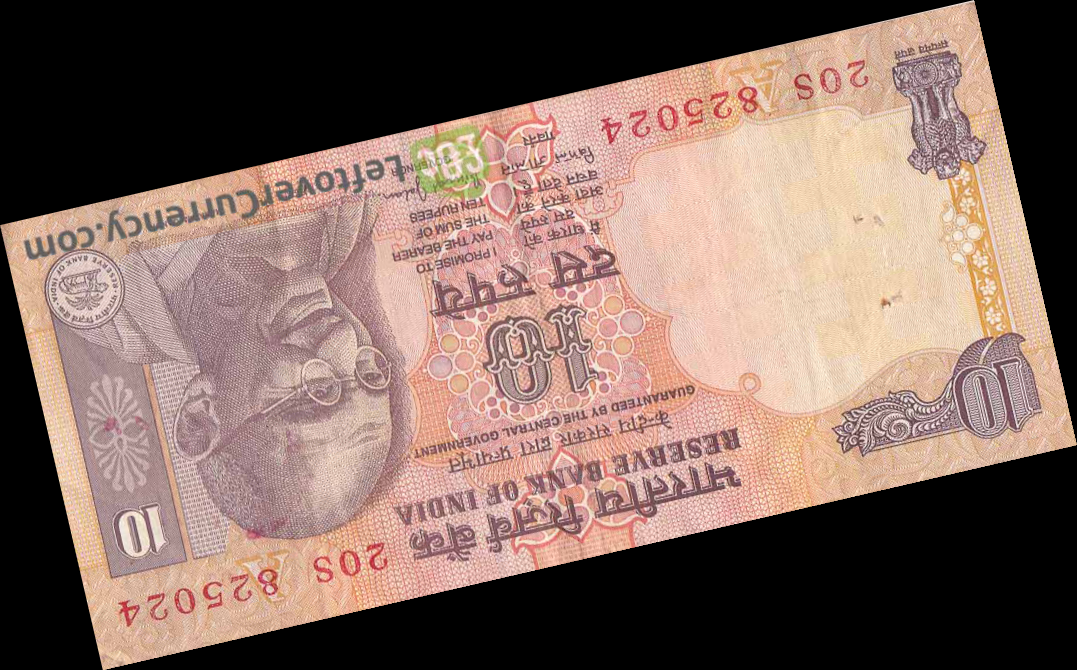 भारतीय रिज़र्व बैंक
RESERVE BANK OF INDIA
20S 825024
केन्द्रीय सरकार द्वारा प्रत्याभूत
GUARANTEED BY THE CENTRAL GOVERNMENT
10
10
10
दस रुपये
मैं धारक को
दस रुपये
अदा करने का
वचन देता हूँ
गवर्नर
I PROMISE TO
PAY THE BEARER
THE SUM OF
TEN RUPEES
GOVERNOR
भारतीय रिज़र्व बैंक
RESERVE BANK OF INDIA
सत्यमेव जयते
20S 825024
LeftoverCurrency.com